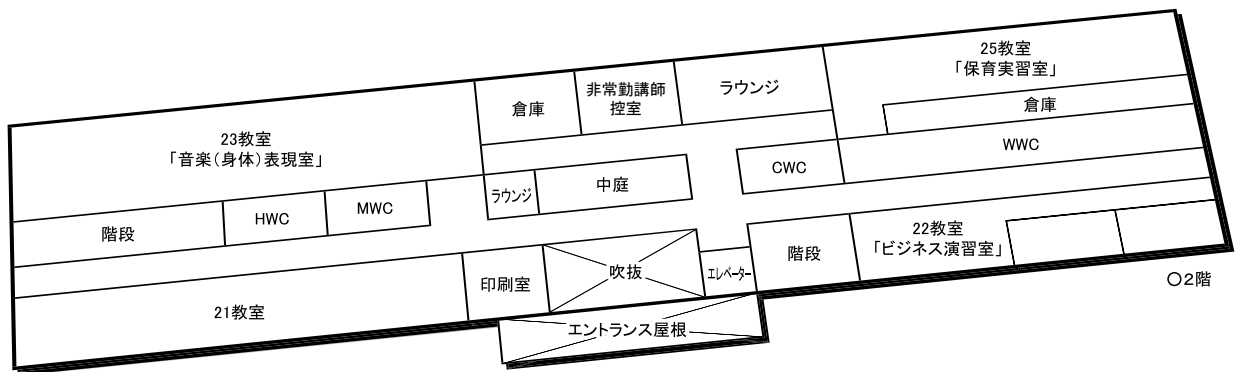 25教室
「保育実習室」
倉庫
非常勤講師
控室
ラウンジ
倉庫
23教室
「音楽(身体)表現室」
CWC
WWC
階段
HWC
MWC
ラウンジ
中庭
22教室
「ビジネス演習室」
21教室
印刷室
吹抜
エレベーター
階段
エントランス屋根
○2階